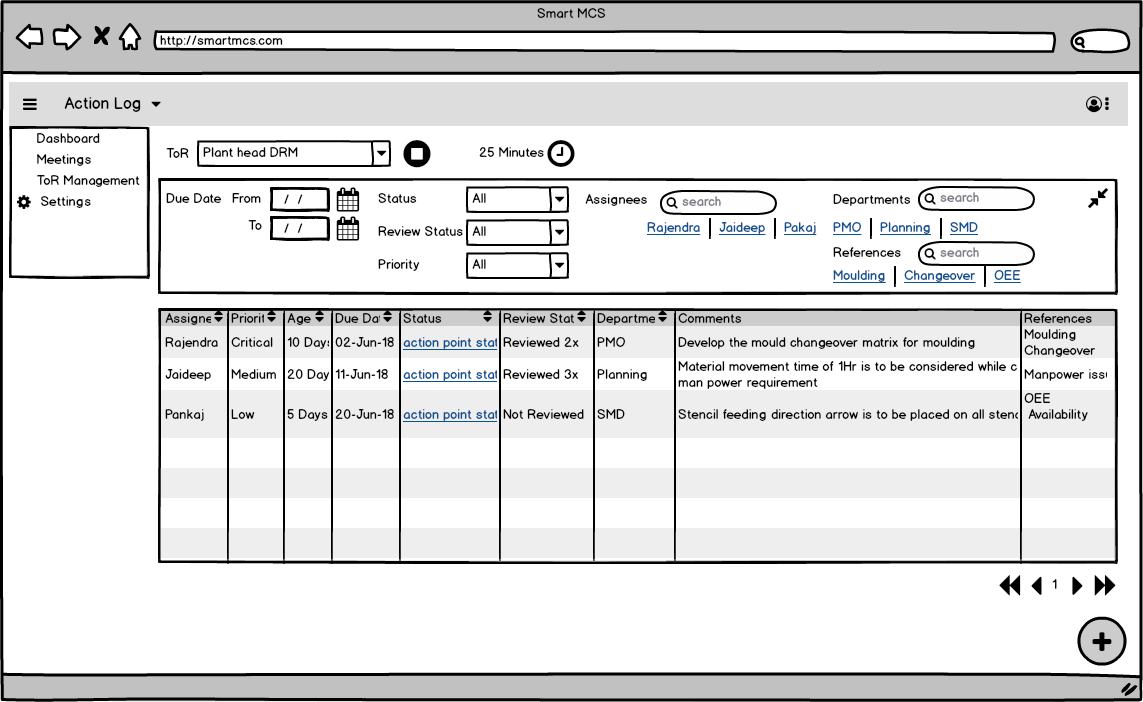 Smart MCS
http://smartmcs.com
Action Log
Dashboard
Meetings
ToR Management
Settings
ToR Plant head DRM 25 Minutes
Due Date From / /
To / /
Status All
Review Status All
Priority All
Assignees search
Rajendra Jaideep Pakaj
Departments search
PMO Planning SMD
References search
Moulding Changeover OEE
Assigne Priorit Age Due Da Status Review Stat Departme Comments References
Rajendra Critical 10 Day 02-Jun-18 action point stat Reviewed 2x PMO Develop the mould changeover matrix for moulding Moulding
Changeover
Jaideep Medium 20 Day 11-Jun-18 action point stat Reviewed 3x Planning Material movement time of 1Hr is to be considered while c
man power requirement Manpower iss
Pankaj Low 5 Days 20-Jun-18 action point stat Not Reviewed SMD Stencil feeding direction arrow is to be placed on all stenc OEE
Availability
1